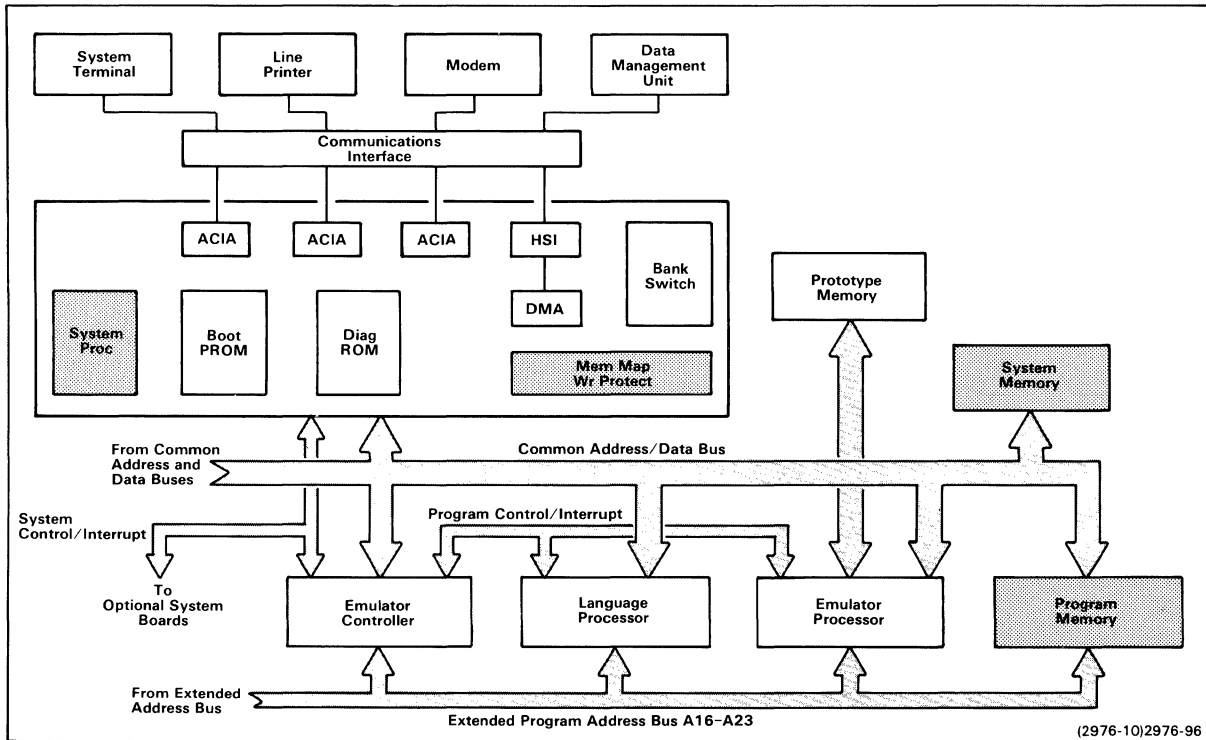 System
Terminal
Line
Printer
Modem
Data
Management
Unit
Communications
Interface
ACIA
ACIA
ACIA
HSI
Bank
Switch
DMA
System
Proc
Boot
PROM
Diag
ROM
Mem Map
Wr Protect
Prototype
Memory
System
Memory
From Common
Address and
Data Buses
Common Address/Data Bus
System
Control/Interrupt
Program Control/Interrupt
To
Optional System
Boards
Emulator
Controller
Language
Processor
Emulator
Processor
Program
Memory
From Extended
Address Bus
Extended Program Address Bus A16–A23
(2976-10)2976-96